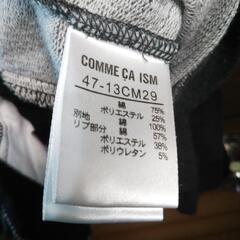 COMME ÇA ISM
47-13CM29
綿 75%
ポリエステル 25%
別地 綿 100%
リブ部分 綿 57%
ポリエステル 38%
ポリウレタン 5%